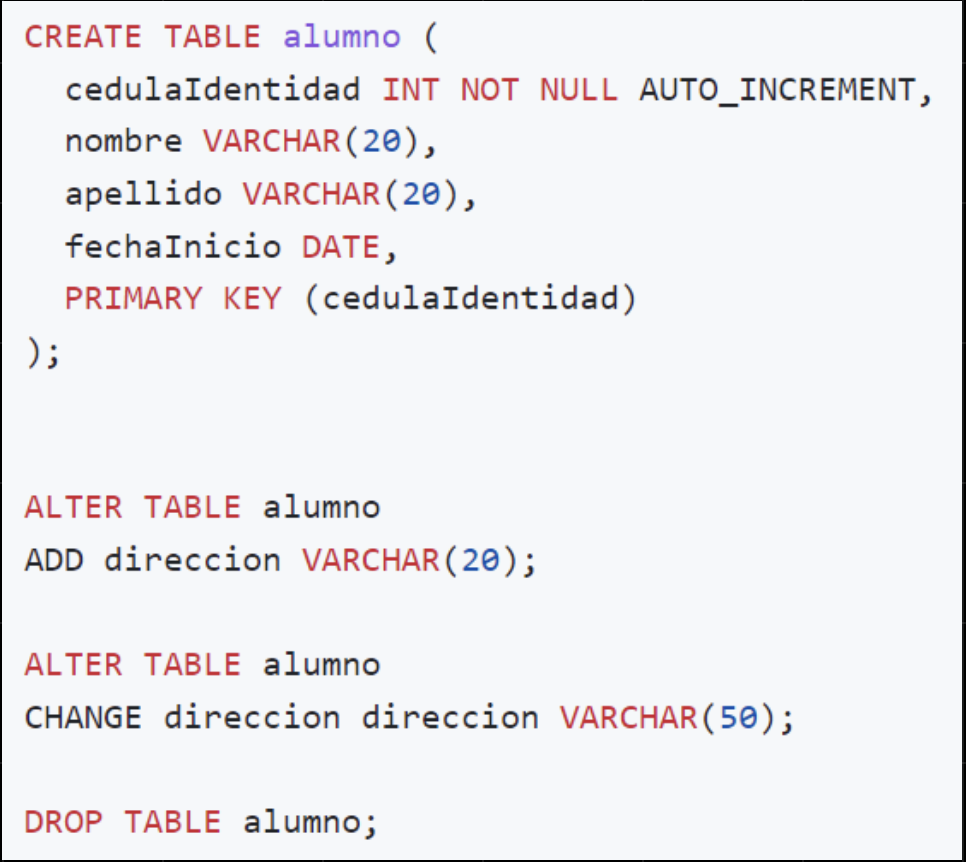 CREATE TABLE alumno (
cedulaIdentidad INT NOT NULL AUTO_INCREMENT,
nombre VARCHAR(20),
apellido VARCHAR(20),
fechaInicio DATE,
PRIMARY KEY (cedulaIdentidad)
);
ALTER TABLE alumno
ADD direccion VARCHAR(20);
ALTER TABLE alumno
CHANGE direccion direccion VARCHAR(50);
DROP TABLE alumno;